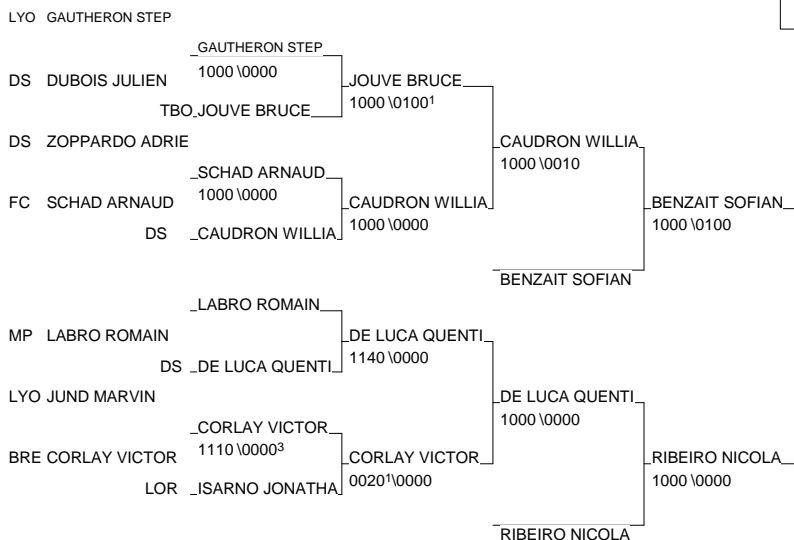 LYO GAUTHERON STEP
GAUTHERON STEP
1000 \0000
DS DUBOIS JULIEN
JOUVE BRUCE
1000 \0100¹
TBO JOUVE BRUCE
DS ZOPPARDO ADRIE
CAUDRON WILLIA
1000 \0010
SCHAD ARNAUD
1000 \0000
FC SCHAD ARNAUD
CAUDRON WILLIA
1000 \0000
BENZAIT SOFIAN
1000 \0100
DS CAUDRON WILLIA
BENZAIT SOFIAN
LABRO ROMAIN
MP LABRO ROMAIN
DE LUCA QUENTI
1140 \0000
DS DE LUCA QUENTI
LYO JUND MARVIN
DE LUCA QUENTI
1000 \0000
CORLAY VICTOR
1110 \0000³
BRE CORLAY VICTOR
CORLAY VICTOR
0020¹\0000
RIBEIRO NICOLA
1000 \0000
LOR ISARNO JONATHA
RIBEIRO NICOLA